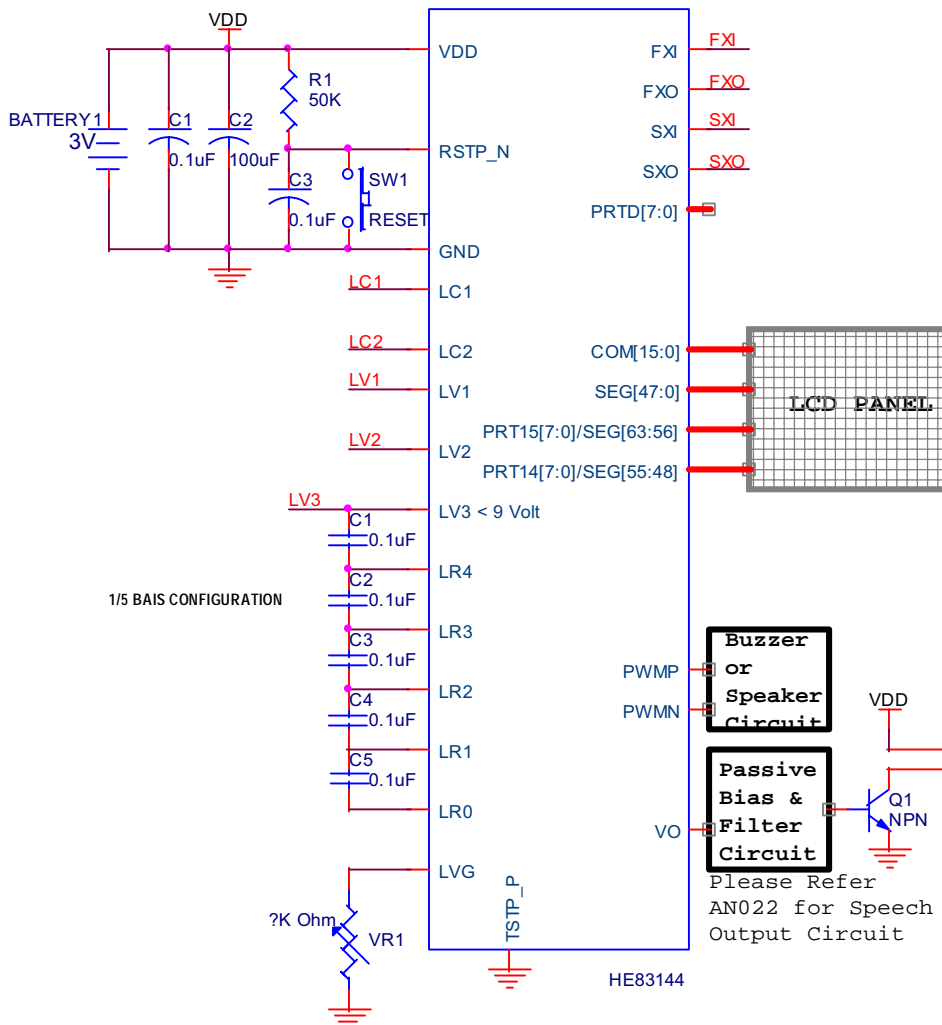 VDD
BATTERY1
3V
C1
0.1uF
C2
100uF
R1
50K
C3
0.1uF
SW1
RESET
VDD
RSTP_N
GND
LC1
LC1
LC2
LC2
LV1
LV1
LV2
LV2
LV3
LV3 < 9 Volt
C1
0.1uF
LR4
C2
0.1uF
1/5 BAIS CONFIGURATION
LR3
C3
0.1uF
LR2
C4
0.1uF
LR1
C5
0.1uF
LR0
LVG
?K Ohm
VR1
TSTP_P
HE83144
FXI
FXI
FXO
FXO
SXI
SXI
SXO
SXO
PRTD[7:0]
COM[15:0]
SEG[47:0]
PRT15[7:0]/SEG[63:56]
PRT14[7:0]/SEG[55:48]
LCD PANEL
PWMP
PWMN
Buzzer
or
Speaker
Circuit
VO
Passive
Bias &
Filter
Circuit
VDD
Q1
NPN
Please Refer
AN022 for Speech
Output Circuit